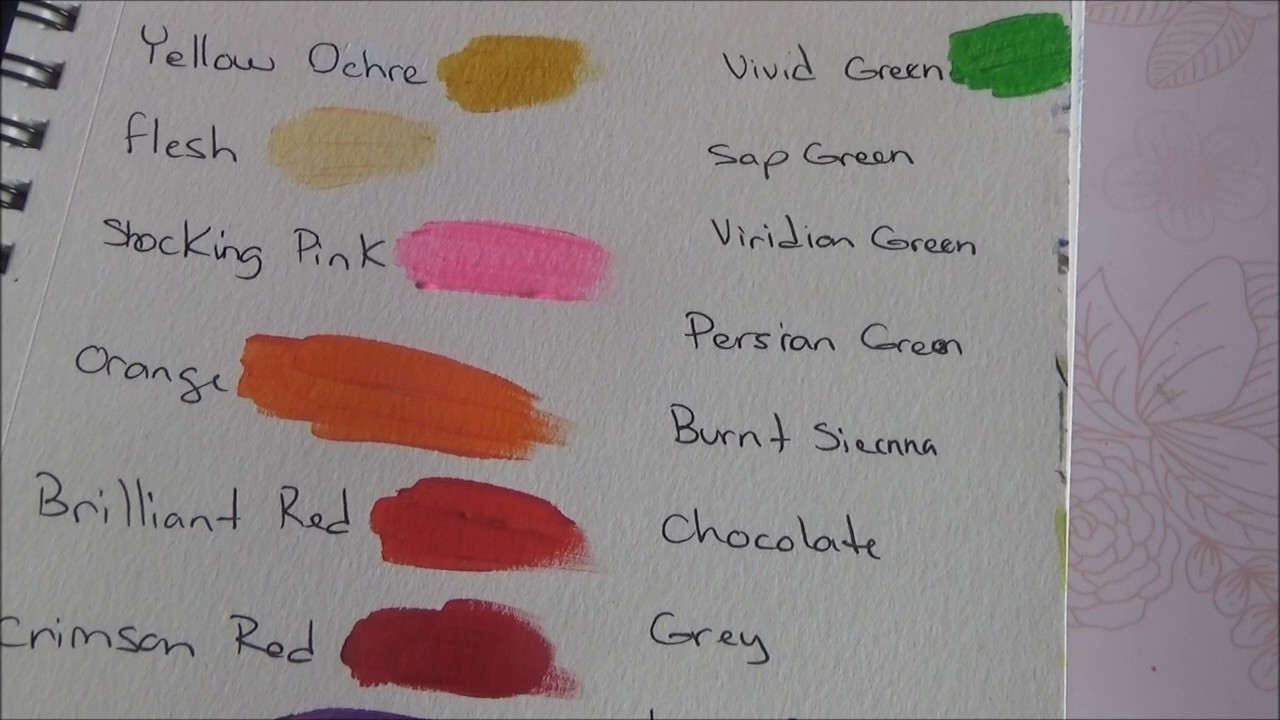 Yellow Ochre
flesh
Shocking Pink
Orange
Brilliant Red
Crimson Red
Vivid Green
Sap Green
Viridian Green
Persian Green
Burnt Siecnna
Chocolate
Grey